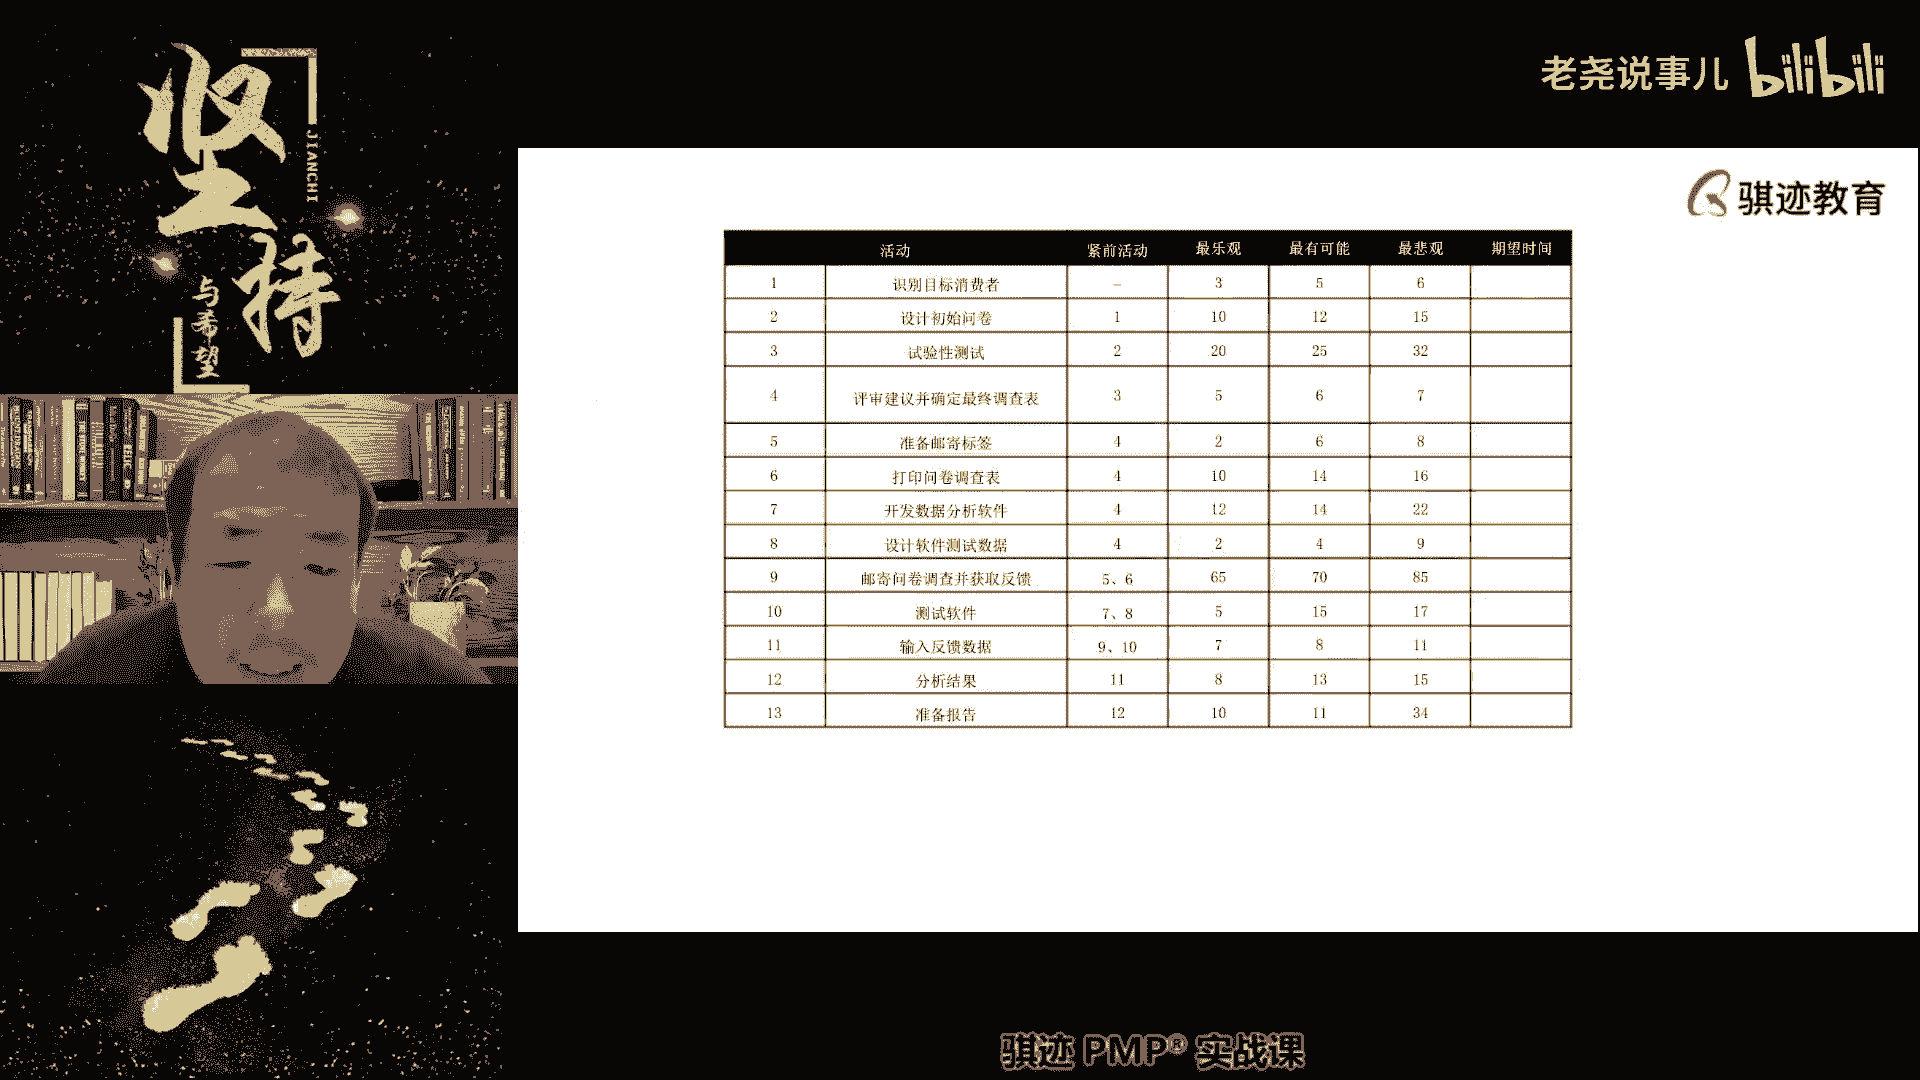 坚持
JIANCHI
与希望
老尧说事儿 bilibili
骐迹教育
活动 紧前活动 最乐观 最有可能 最悲观 期望时间
1 识别目标消费者 – 3 5 6
2 设计初始问卷 1 10 12 15
3 试验性测试 2 20 25 32
4 评审建议并确定最终调查表 3 5 6 7
5 准备邮寄标签 4 2 6 8
6 打印问卷调查表 4 10 14 16
7 开发数据分析软件 4 12 14 22
8 设计软件测试数据 4 2 4 9
9 邮寄问卷调查并获取反馈 5、6 65 70 85
10 测试软件 7、8 5 15 17
11 输入反馈数据 9、10 7 8 11
12 分析结果 11 8 13 15
13 准备报告 12 10 11 34
骐迹 PMP® 实战课